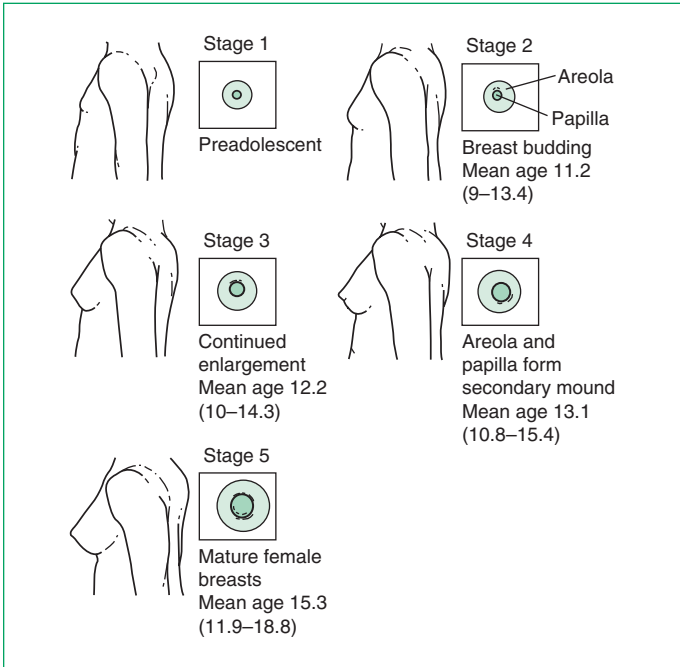 Stage 1
Preadolescent
Stage 2
Areola
Papilla
Breast budding
Mean age 11.2
(9–13.4)
Stage 3
Continued
enlargement
Mean age 12.2
(10–14.3)
Stage 4
Areola and
papilla form
secondary mound
Mean age 13.1
(10.8–15.4)
Stage 5
Mature female
breasts
Mean age 15.3
(11.9–18.8)